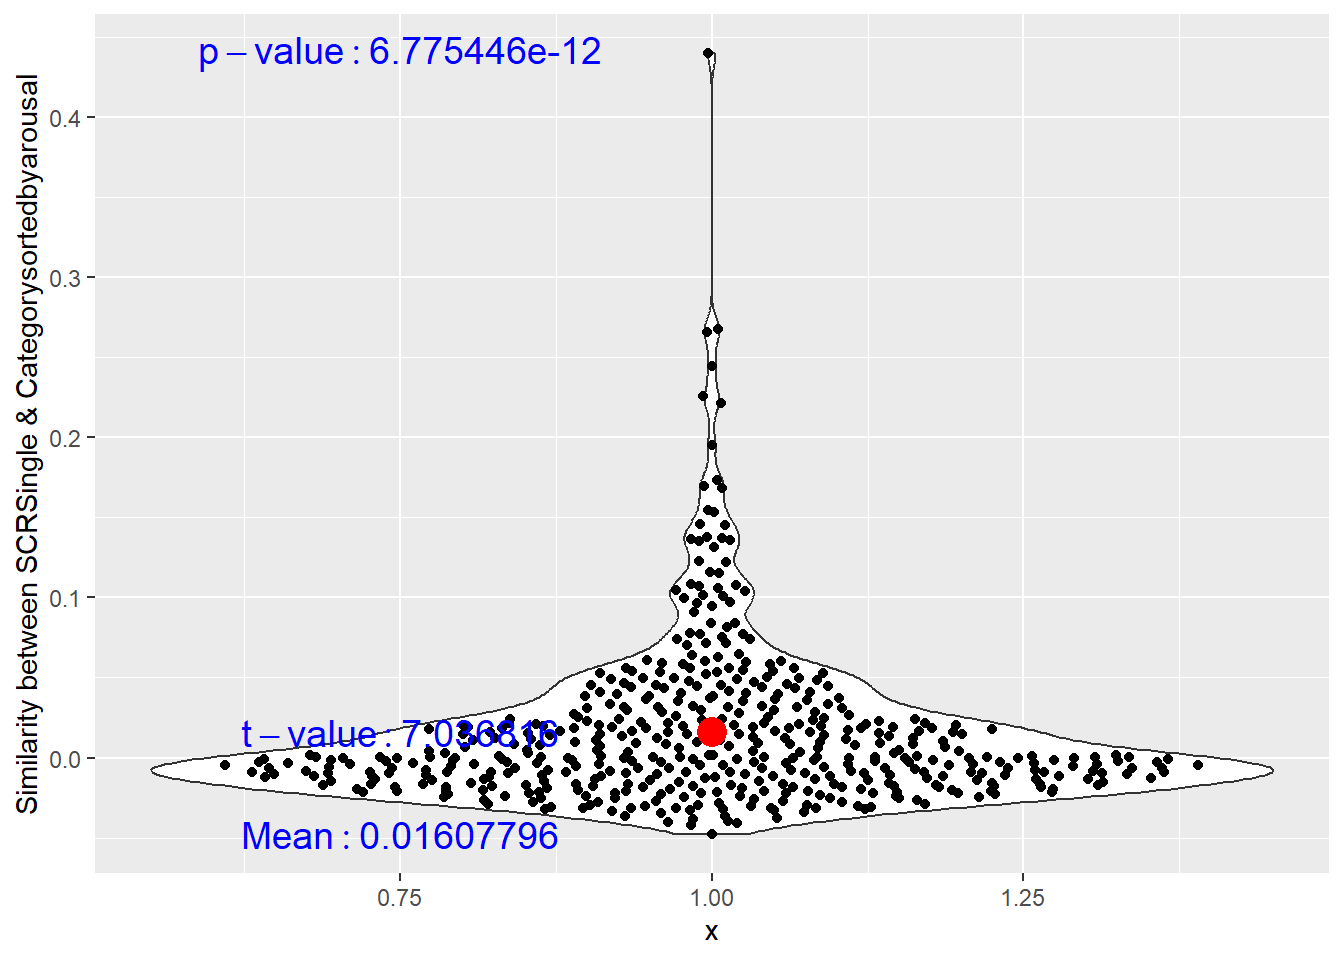 p − value : 6.775446e-12
0.4
0.3
0.2
0.1
0.0
Similarity between SCRSingle & Categorysortedbyarousal
t − value : 7.036816
Mean : 0.01607796
0.75
1.00
1.25
x